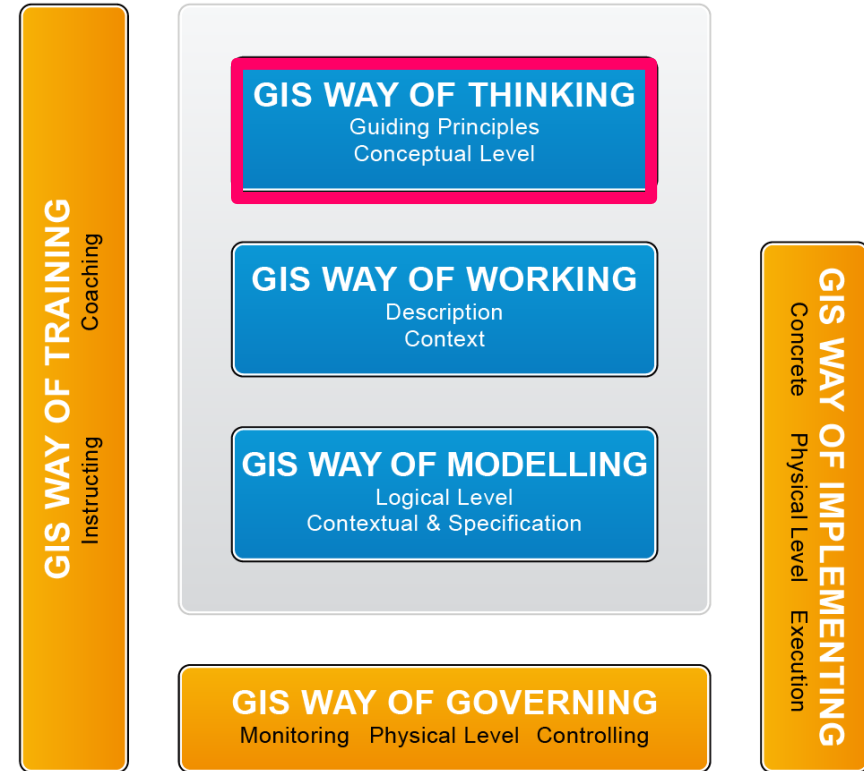 GIS WAY OF TRAINING
Instructing Coaching
GIS WAY OF THINKING
Guiding Principles
Conceptual Level
GIS WAY OF WORKING
Description
Context
GIS WAY OF MODELLING
Logical Level
Contextual & Specification
GIS WAY OF IMPLEMENTING
Concrete Physical Level Execution
GIS WAY OF GOVERNING
Monitoring Physical Level Controlling